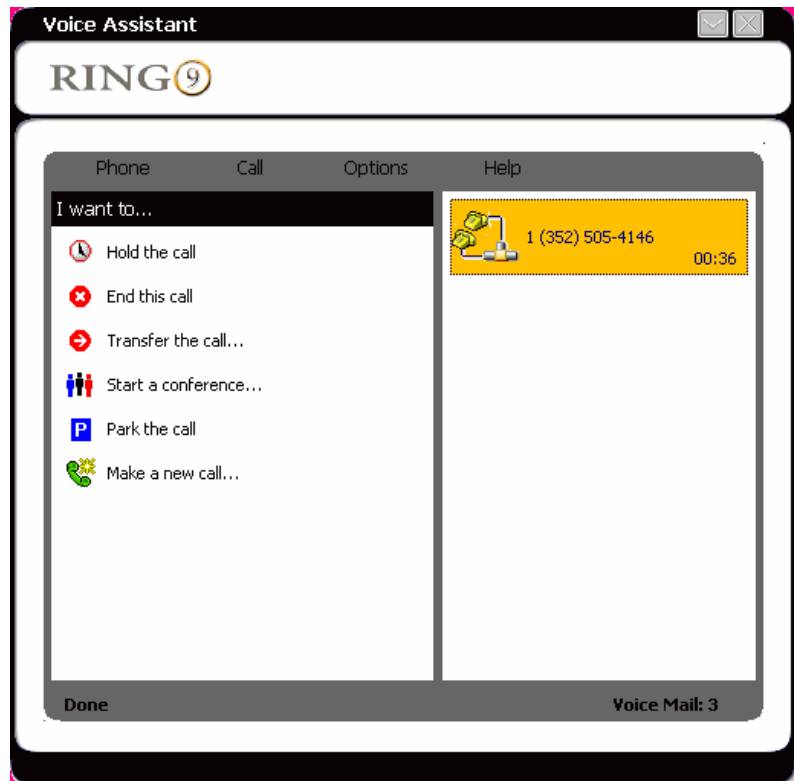 Voice Assistant
RING9
Phone Call Options Help
I want to...
Hold the call
End this call
Transfer the call...
Start a conference...
P Park the call
Make a new call...
1 (352) 505-4146
00:36
Done
Voice Mail: 3